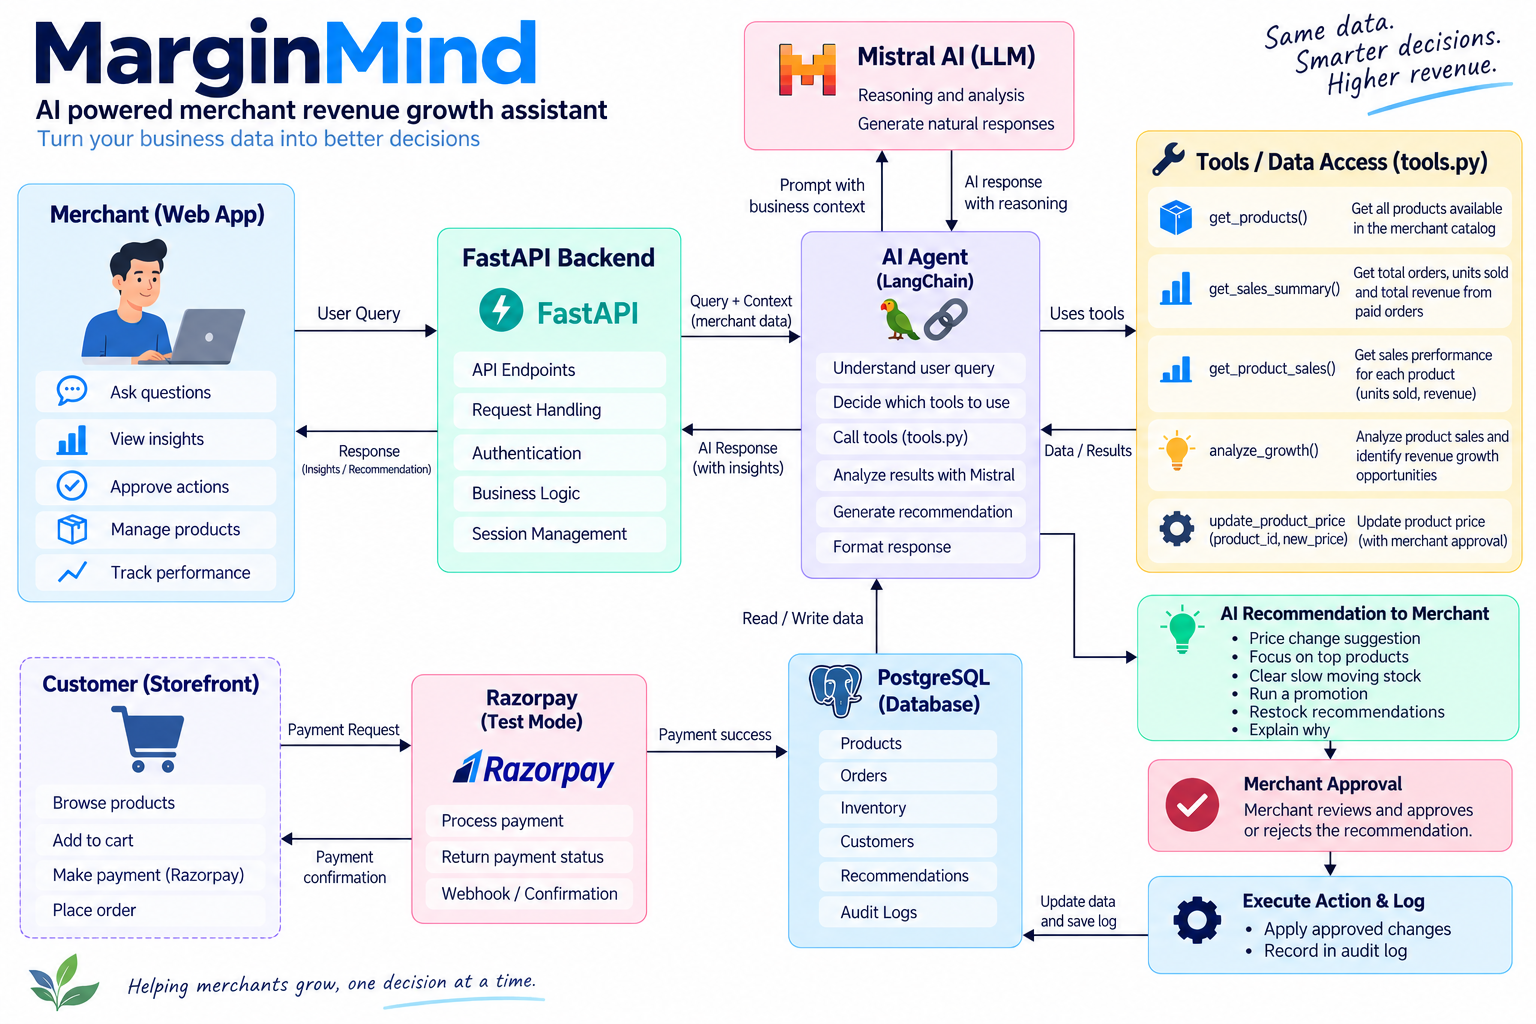 MarginMind
AI powered merchant revenue growth assistant
Turn your business data into better decisions
Same data.
Smarter decisions.
Higher revenue.
Mistral AI (LLM)
Reasoning and analysis
Generate natural responses
Prompt with
business context
AI response
with reasoning
Merchant (Web App)
Ask questions
View insights
Approve actions
Manage products
Track performance
User Query
Response
(Insights / Recommendation)
FastAPI Backend
FastAPI
API Endpoints
Request Handling
Authentication
Business Logic
Session Management
Query + Context
(merchant data)
AI Response
(with insights)
AI Agent
(LangChain)
Understand user query
Decide which tools to use
Call tools (tools.py)
Analyze results with Mistral
Generate recommendation
Format response
Uses tools
Data / Results
Tools / Data Access (tools.py)
get_products()
Get all products available
in the merchant catalog
get_sales_summary()
Get total orders, units sold
and total revenue from
paid orders
get_product_sales()
Get sales prerformance
for each product
(units sold, revenue)
analyze_growth()
Analyze product sales and
identify revenue growth
opportunities
update_product_price
(product_id, new_price)
Update product price
(with merchant approval)
Read / Write data
AI Recommendation to Merchant
• Price change suggestion
• Focus on top products
• Clear slow moving stock
• Run a promotion
• Restock recommendations
• Explain why
Customer (Storefront)
Browse products
Add to cart
Make payment (Razorpay)
Place order
Payment Request
Payment
confirmation
Razorpay
(Test Mode)
Razorpay
Process payment
Return payment status
Webhook / Confirmation
Payment success
PostgreSQL
(Database)
Products
Orders
Inventory
Customers
Recommendations
Audit Logs
Merchant Approval
Merchant reviews and approves
or rejects the recommendation.
Update data
and save log
Execute Action & Log
• Apply approved changes
• Record in audit log
Helping merchants grow, one decision at a time.